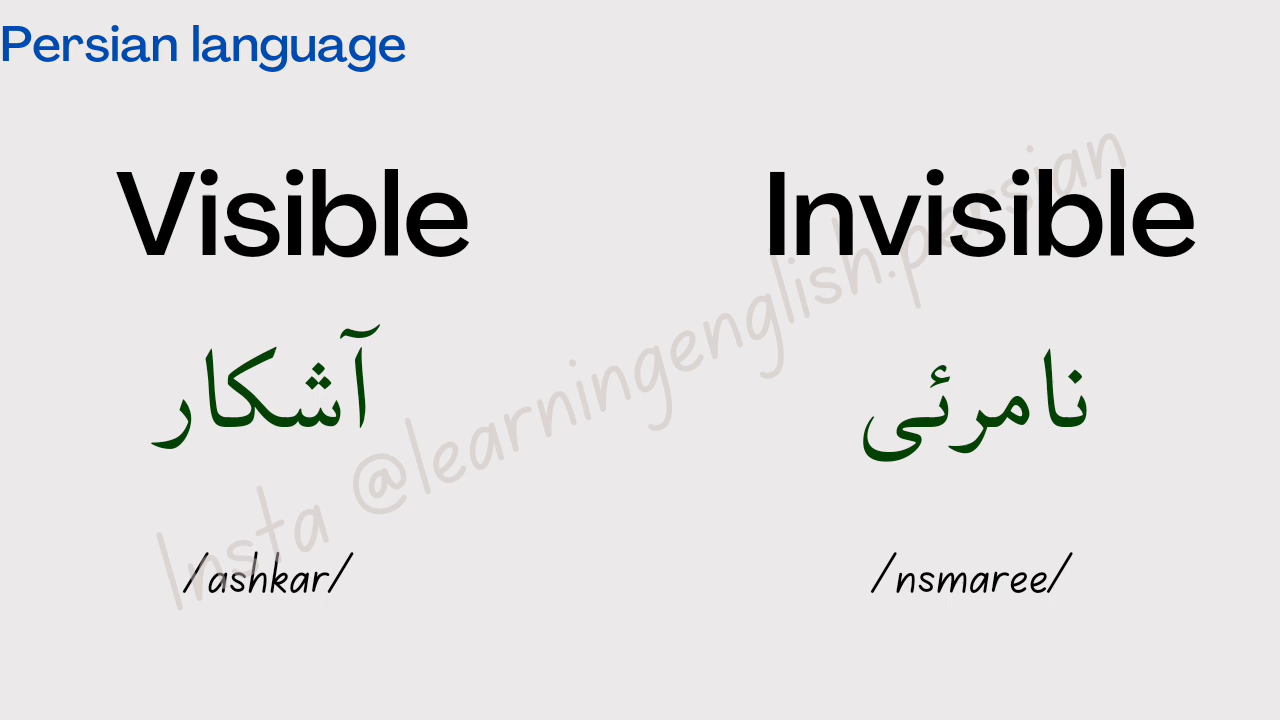 Persian language
Visible
Invisible
آشکار
نامرئی
/ashkar/
/nsmaree/
Insta @learningenglish.persian